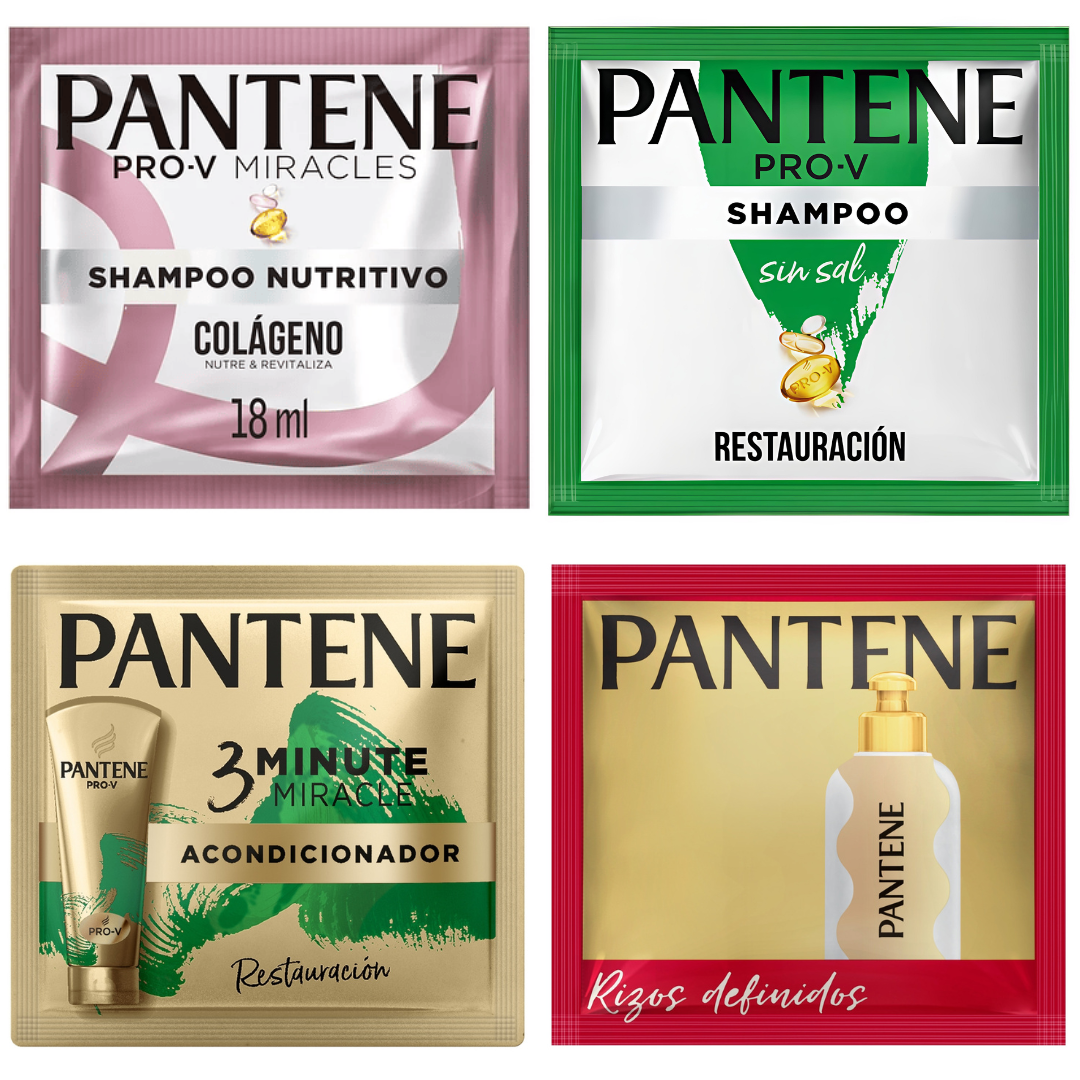 PANTENE
PRO-V MIRACLES
SHAMPOO NUTRITIVO
COLÁGENO
NUTRE & REVITALIZA
18 ml
PANTENE
PRO-V
SHAMPOO
sin sal
PRO-V
RESTAURACIÓN
PANTENE
3 MINUTE
MIRACLE
PANTENE
PRO-V
ACONDICIONADOR
PRO-V
Restauración
PANTENE
PANTENE
Rizos definidos